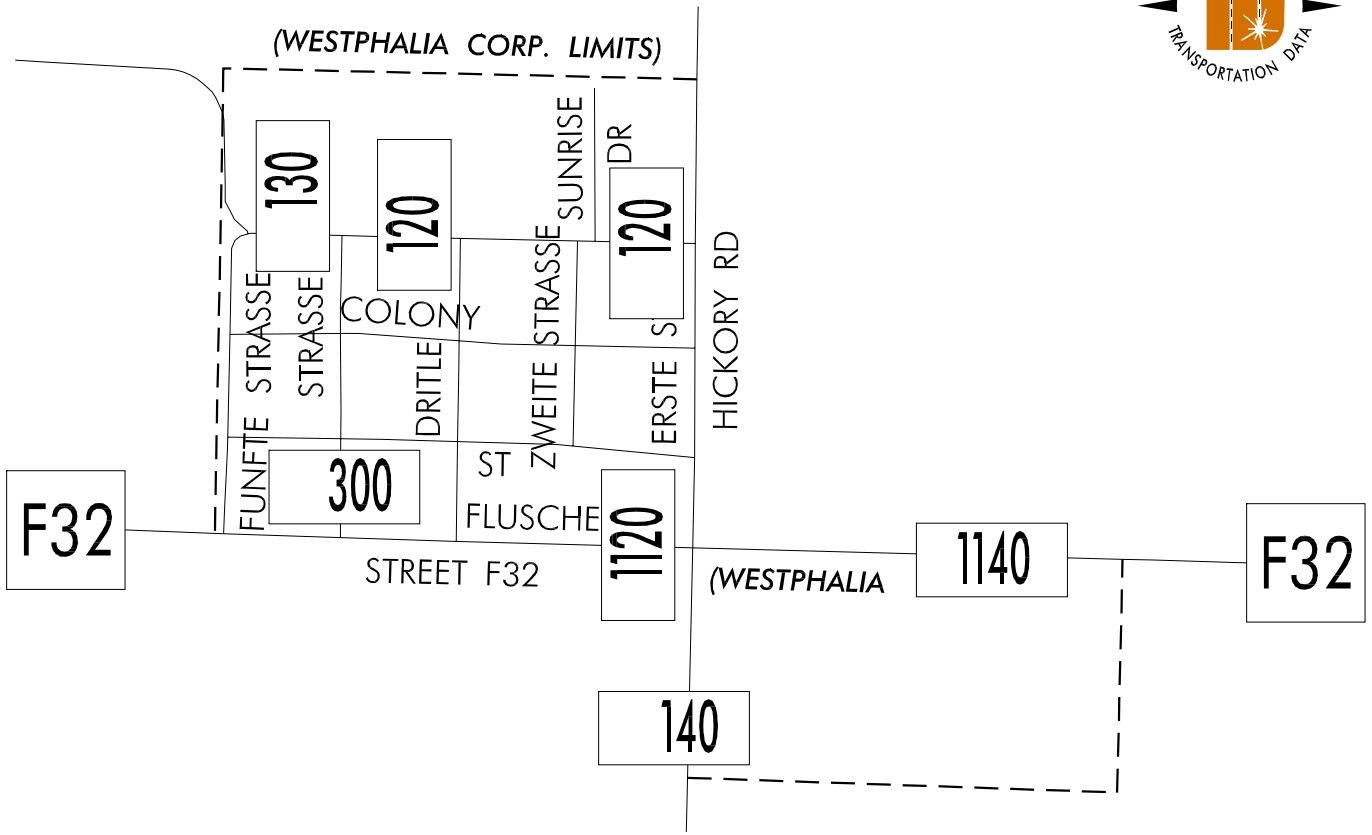 TRANSPORTATION DATA
(WESTPHALIA CORP. LIMITS)
SUNRISE
DR
130
120
120
HICKORY RD
FUNFTE STRASSE
STRASSE
COLONY
DRITLE
ZWEITE STRASSE
ERSTE S
300
ST
FLUSCHE
1120
F32
STREET F32
(WESTPHALIA
1140
F32
140